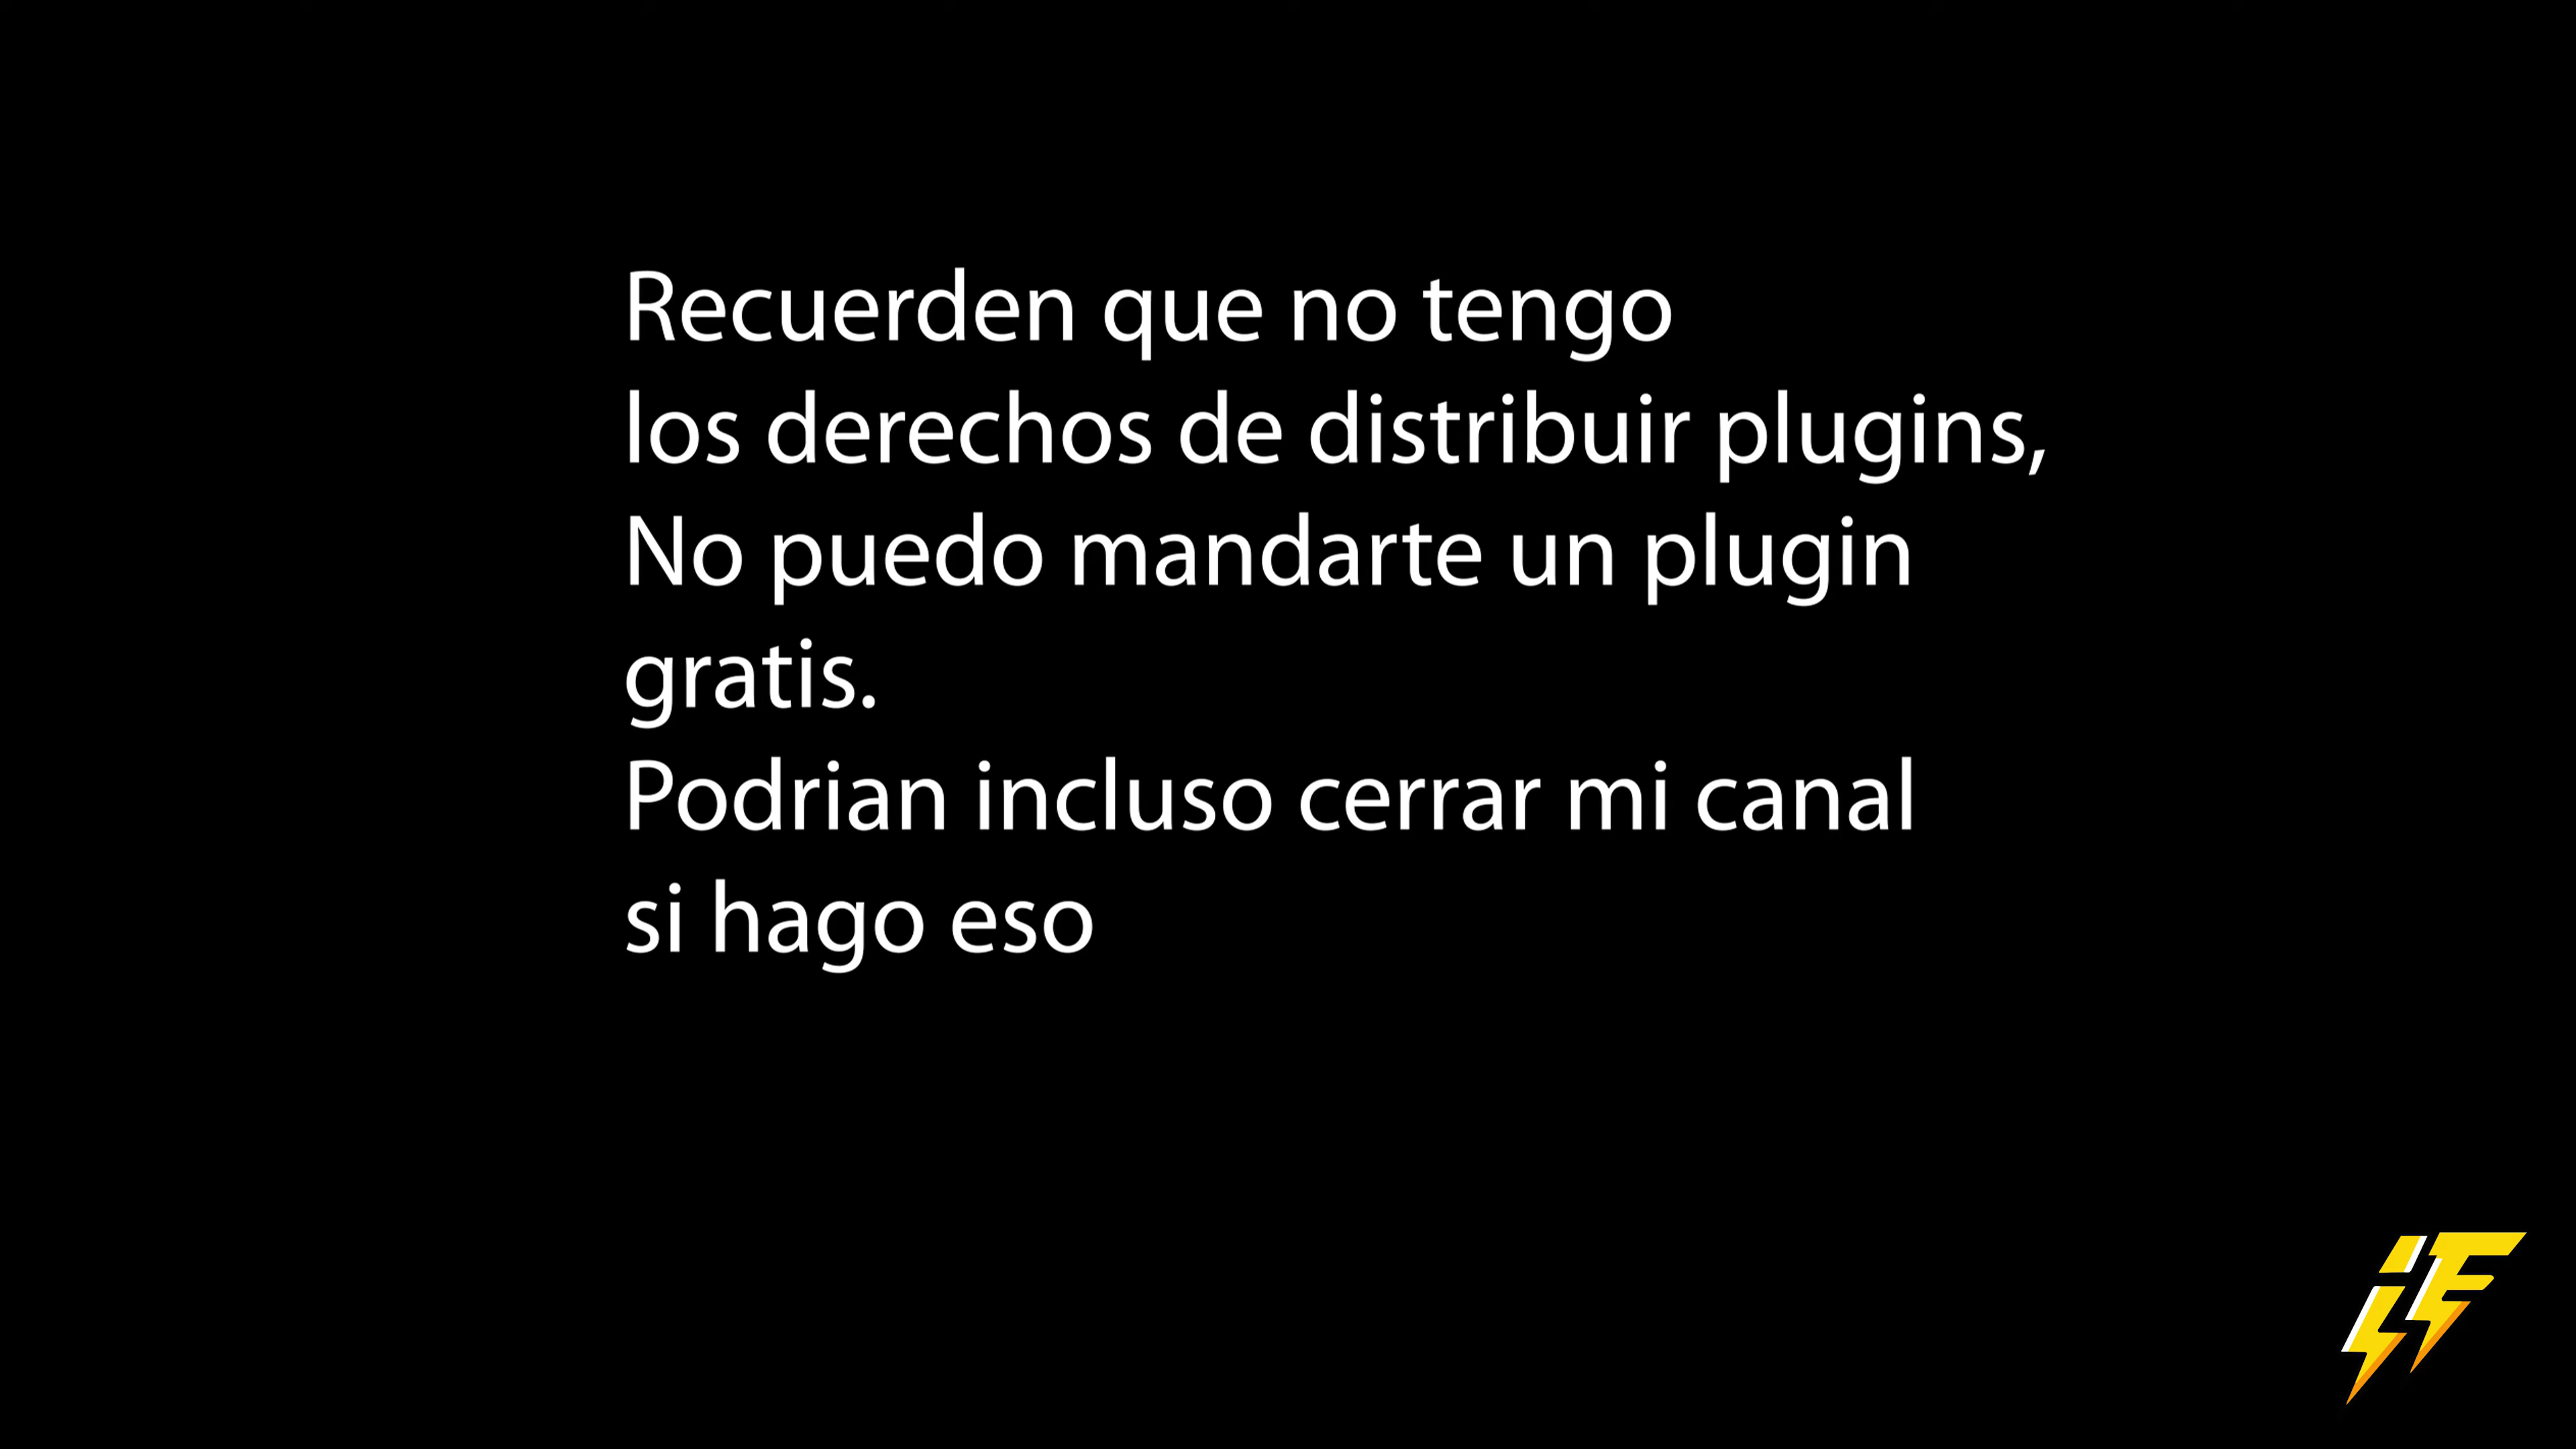 Recuerden que no tengo
los derechos de distribuir plugins,
No puedo mandarte un plugin
gratis.
Podrian incluso cerrar mi canal
si hago eso